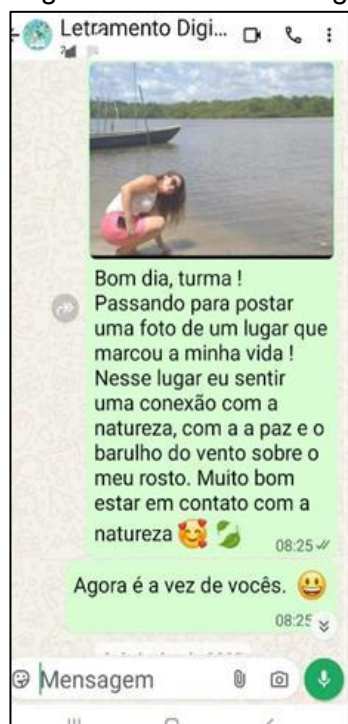 Letramento Digi...
Bom dia, turma !
Passando para postar
uma foto de um lugar que
marcou a minha vida !
Nesse lugar eu sentir
uma conexão com a
natureza, com a a paz e o
barulho do vento sobre o
meu rosto. Muito bom
estar em contato com a
natureza 🥰 🍃
08:25
Agora é a vez de vocês. 😃
08:25
Mensagem